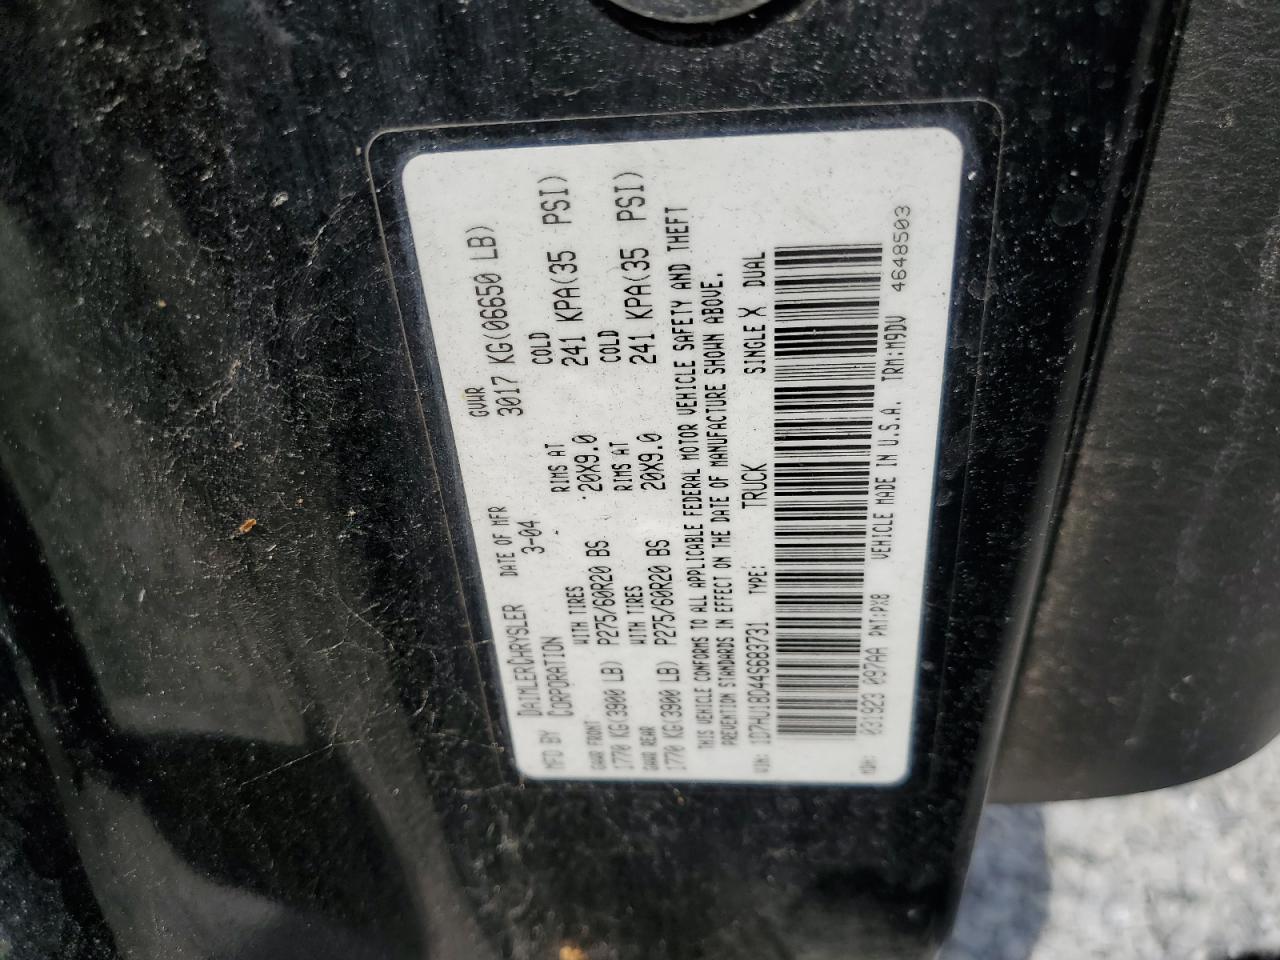 MFD BY DAIMLERCHRYSLER DATE OF MFR GVWR
CORPORATION 3-04 3017 KG(06650 LB)
GAWR FRONT WITH TIRES RIMS AT COLD
1770 KG(3900 LB) P275/60R20 BS 20X9.0 241 KPA(35 PSI)
GAWR REAR WITH TIRES RIMS AT COLD
1770 KG(3900 LB) P275/60R20 BS 20X9.0 241 KPA(35 PSI)
THIS VEHICLE CONFORMS TO ALL APPLICABLE FEDERAL MOTOR VEHICLE SAFETY AND THEFT
PREVENTION STANDARDS IN EFFECT ON THE DATE OF MANUFACTURE SHOWN ABOVE.
VIN: 1D7HU18D44S683731 TYPE: TRUCK SINGLE X DUAL
MDH: 031823 097AA PNT:PX8 VEHICLE MADE IN U.S.A. TRM:M9DV 4648503